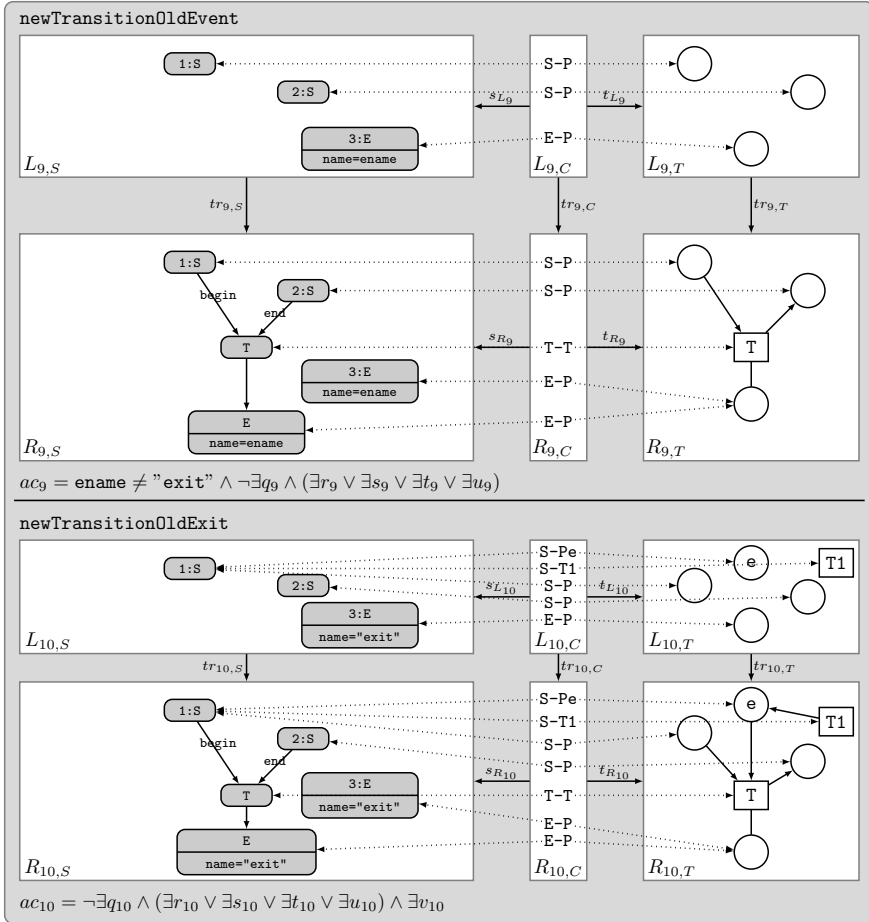 newTransitionOldEvent
1:S
S-P
2:S
S-P
s_{L_9}
t_{L_9}
3:E
name=ename
E-P
L_{9,S}
L_{9,C}
L_{9,T}
tr_{9,S}
tr_{9,C}
tr_{9,T}
1:S
S-P
begin
2:S
S-P
end
T
s_{R_9}
T-T
t_{R_9}
T
3:E
name=ename
E-P
E
name=ename
E-P
R_{9,S}
R_{9,C}
R_{9,T}
ac_9 = ename ≠ ”exit” ∧ ¬∃q_9 ∧ (∃r_9 ∨ ∃s_9 ∨ ∃t_9 ∨ ∃u_9)
newTransitionOldExit
S-Pe
e
1:S
S-T1
T1
2:S
S-P
s_{L_{10}}
t_{L_{10}}
S-P
3:E
name="exit"
E-P
L_{10,S}
L_{10,C}
L_{10,T}
tr_{10,S}
tr_{10,C}
tr_{10,T}
S-Pe
e
1:S
S-T1
T1
begin
S-P
2:S
end
S-P
s_{R_{10}}
t_{R_{10}}
T
3:E
name="exit"
T-T
T
E-P
E
name="exit"
E-P
R_{10,S}
R_{10,C}
R_{10,T}
ac_{10} = ¬∃q_{10} ∧ (∃r_{10} ∨ ∃s_{10} ∨ ∃t_{10} ∨ ∃u_{10}) ∧ ∃v_{10}